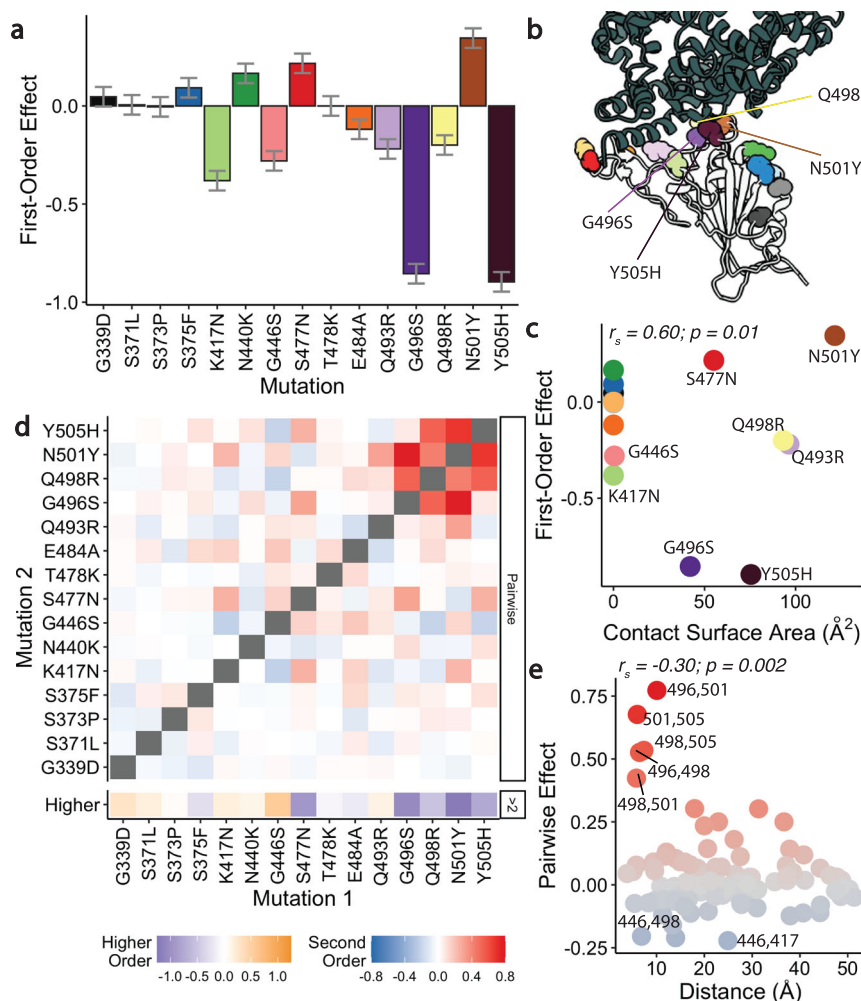 a
First-Order Effect
0.0
-0.5
-1.0
G339D
S371L
S373P
S375F
K417N
N440K
G446S
S477N
T478K
E484A
Q493R
G496S
Q498R
N501Y
Y505H
Mutation
b
Q498
N501Y
G496S
Y505H
c
rs = 0.60; p = 0.01
First-Order Effect
0.0
-0.5
N501Y
S477N
Q498R
Q493R
G446S
K417N
G496S
Y505H
0
50
100
Contact Surface Area (Å2)
d
Mutation 2
Y505H
N501Y
Q498R
G496S
Q493R
E484A
T478K
S477N
G446S
N440K
K417N
S375F
S373P
S371L
G339D
Pairwise
Higher
>2
G339D
S371L
S373P
S375F
K417N
N440K
G446S
S477N
T478K
E484A
Q493R
G496S
Q498R
N501Y
Y505H
Mutation 1
Higher
Order
-1.0 -0.5 0.0 0.5 1.0
Second
Order
-0.8 -0.4 0.0 0.4 0.8
e
rs = -0.30; p = 0.002
Pairwise Effect
0.75
0.50
0.25
0.00
-0.25
496,501
501,505
498,505
496,498
498,501
446,498
446,417
10 20 30 40 50
Distance (Å)